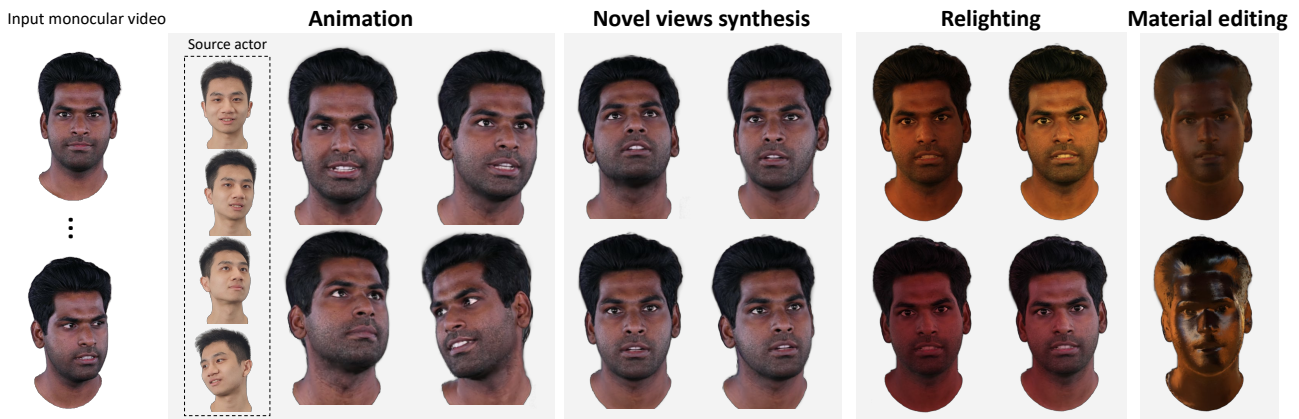 Input monocular video
Animation
Novel views synthesis
Relighting
Material editing
Source actor